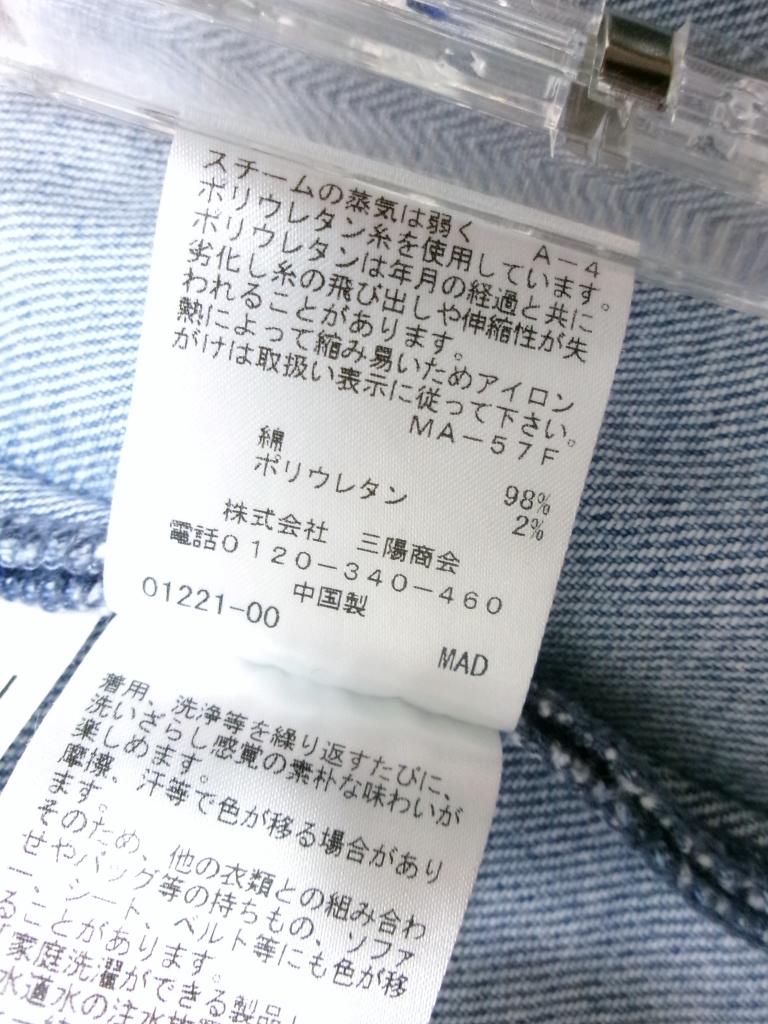 スチームの蒸気は弱く
A-4
ポリウレタン糸を使用しています。
ポリウレタンは年月の経過と共に
劣化し糸の飛び出しや伸縮性が失
われることがあります。
熱によって縮み易いためアイロン
がけは取扱い表示に従って下さい。
MA-57F
綿 98%
ポリウレタン 2%
株式会社 三陽商会
電話0120-340-460
中国製
01221-00
MAD
着用、洗浄等を繰り返すたびに、
洗いざらし感覚の素朴な味わいが
楽しめます。
摩擦、汗等で色が移る場合があり
ます。
そのため、他の衣類との組み合わ
せやバッグ等の持ちもの、ソファ
ー、シート、ベルト等にも色が移
ることがあります。
「家庭洗濯ができる製品」
水道水の注水